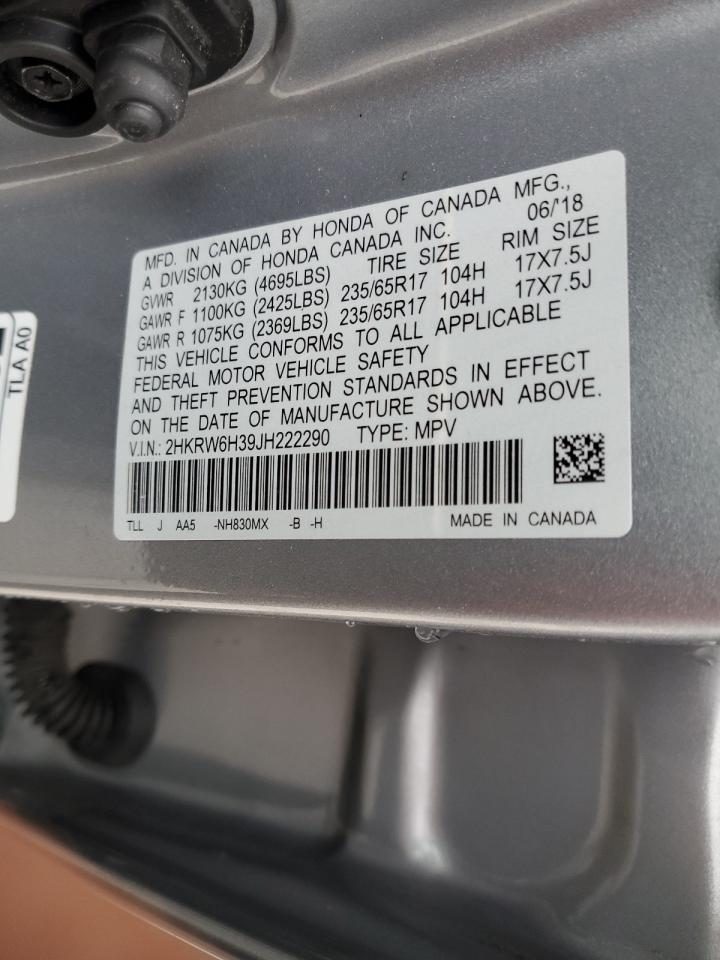 MFD. IN CANADA BY HONDA OF CANADA MFG.,
A DIVISION OF HONDA CANADA INC. 06/'18
GVWR 2130KG (4695LBS) TIRE SIZE RIM SIZE
GAWR F 1100KG (2425LBS) 235/65R17 104H 17X7.5J
GAWR R 1075KG (2369LBS) 235/65R17 104H 17X7.5J
THIS VEHICLE CONFORMS TO ALL APPLICABLE
FEDERAL MOTOR VEHICLE SAFETY
AND THEFT PREVENTION STANDARDS IN EFFECT
ON THE DATE OF MANUFACTURE SHOWN ABOVE.
V.I.N.: 2HKRW6H39JH222290 TYPE: MPV
TLL J AA5 -NH830MX -B -H MADE IN CANADA
TLA A0